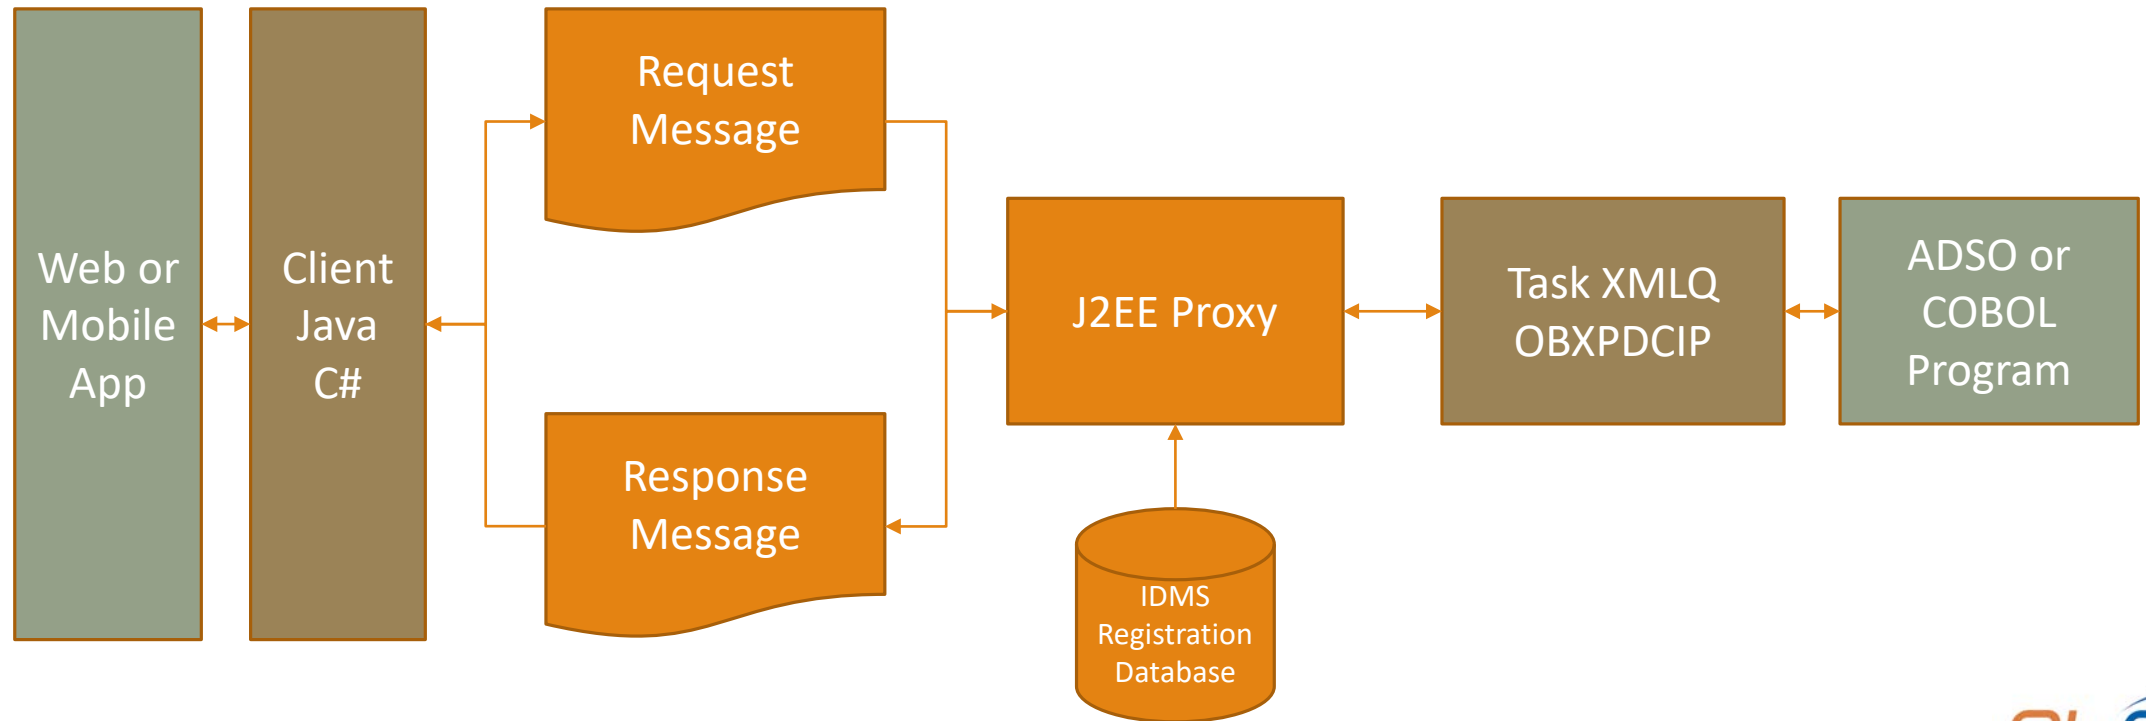 Web or
Mobile
App
Client
Java
C#
Request
Message
Response
Message
J2EE Proxy
IDMS
Registration
Database
Task XMLQ
OBXPDCIP
ADSO or
COBOL
Program